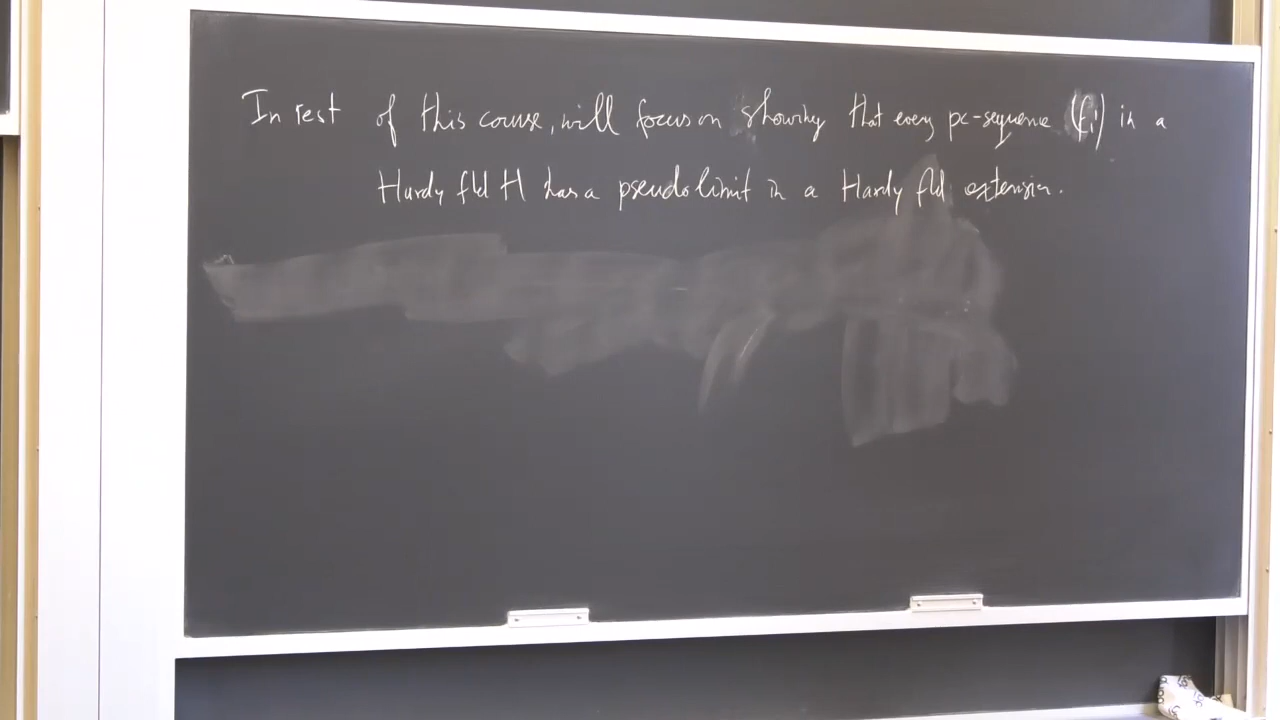 In rest of this course, will focus on showing that every pc-sequence (f_i) in a
Hardy fld H has a pseudolimit in a Hardy fld extension.